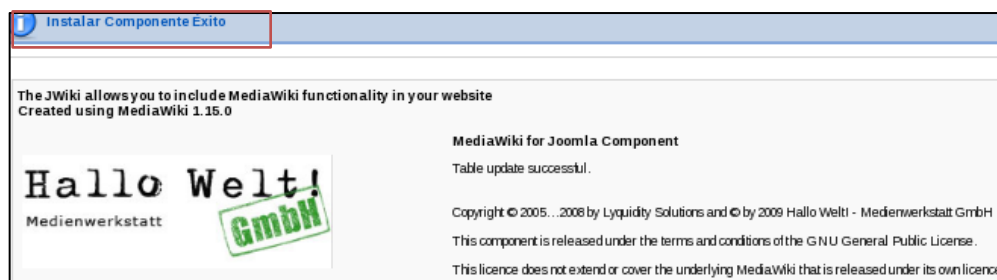 Instalar Componente Éxito
The JWiki allows you to include MediaWiki functionality in your website
Created using MediaWiki 1.15.0
MediaWiki for Joomla Component
Table update successful.
Hallo Welt!
Medienwerkstatt
GmbH
Copyright © 2005...2008 by Lyquidity Solutions and © by 2009 Hallo Welt! - Medienwerkstatt GmbH
This component is released under the terms and conditions of the GNU General Public License.
This licence does not extend or cover the underlying MediaWiki that is released under its own licence